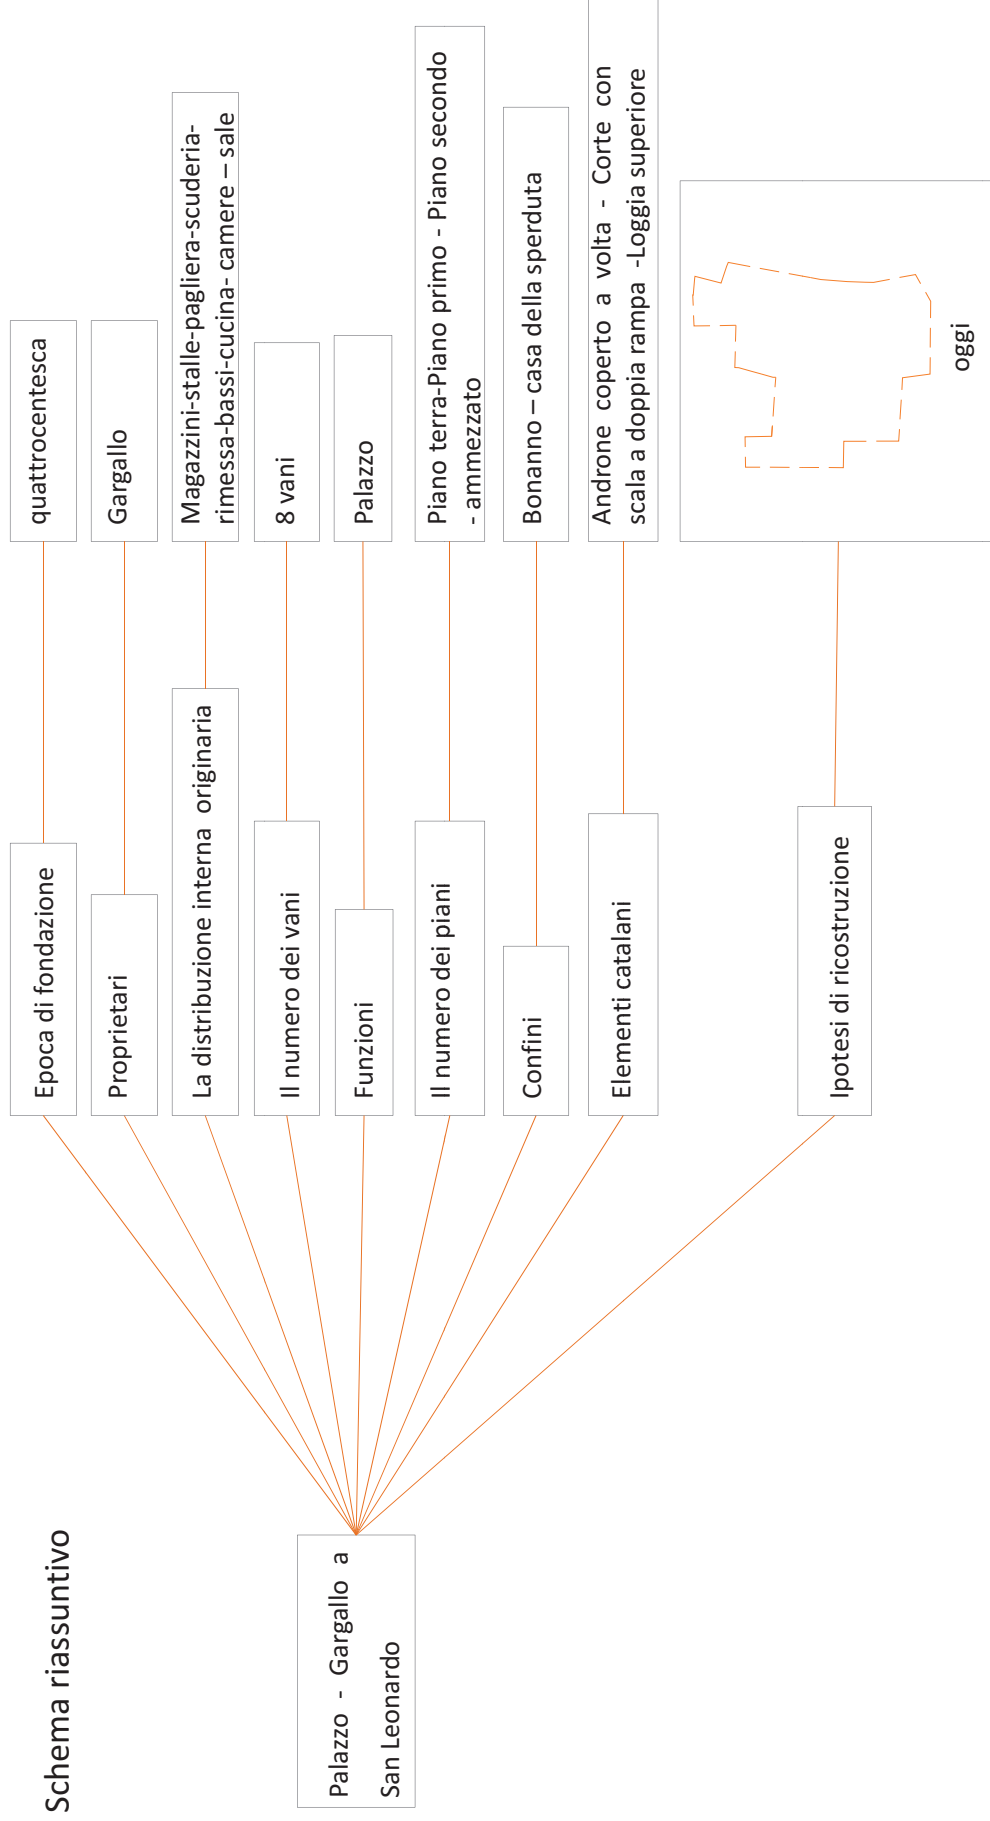 Schema riassuntivo
Palazzo - Gargallo a
San Leonardo
Epoca di fondazione
quattrocentesca
Proprietari
Gargallo
La distribuzione interna originaria
Magazzini-stalle-pagliera-scuderia-
rimessa-bassi-cucina- camere – sale
Il numero dei vani
8 vani
Funzioni
Palazzo
Il numero dei piani
Piano terra-Piano primo - Piano secondo
- ammezzato
Confini
Bonanno – casa della sperduta
Elementi catalani
Androne coperto a volta - Corte con
scala a doppia rampa -Loggia superiore
Ipotesi di ricostruzione
oggi